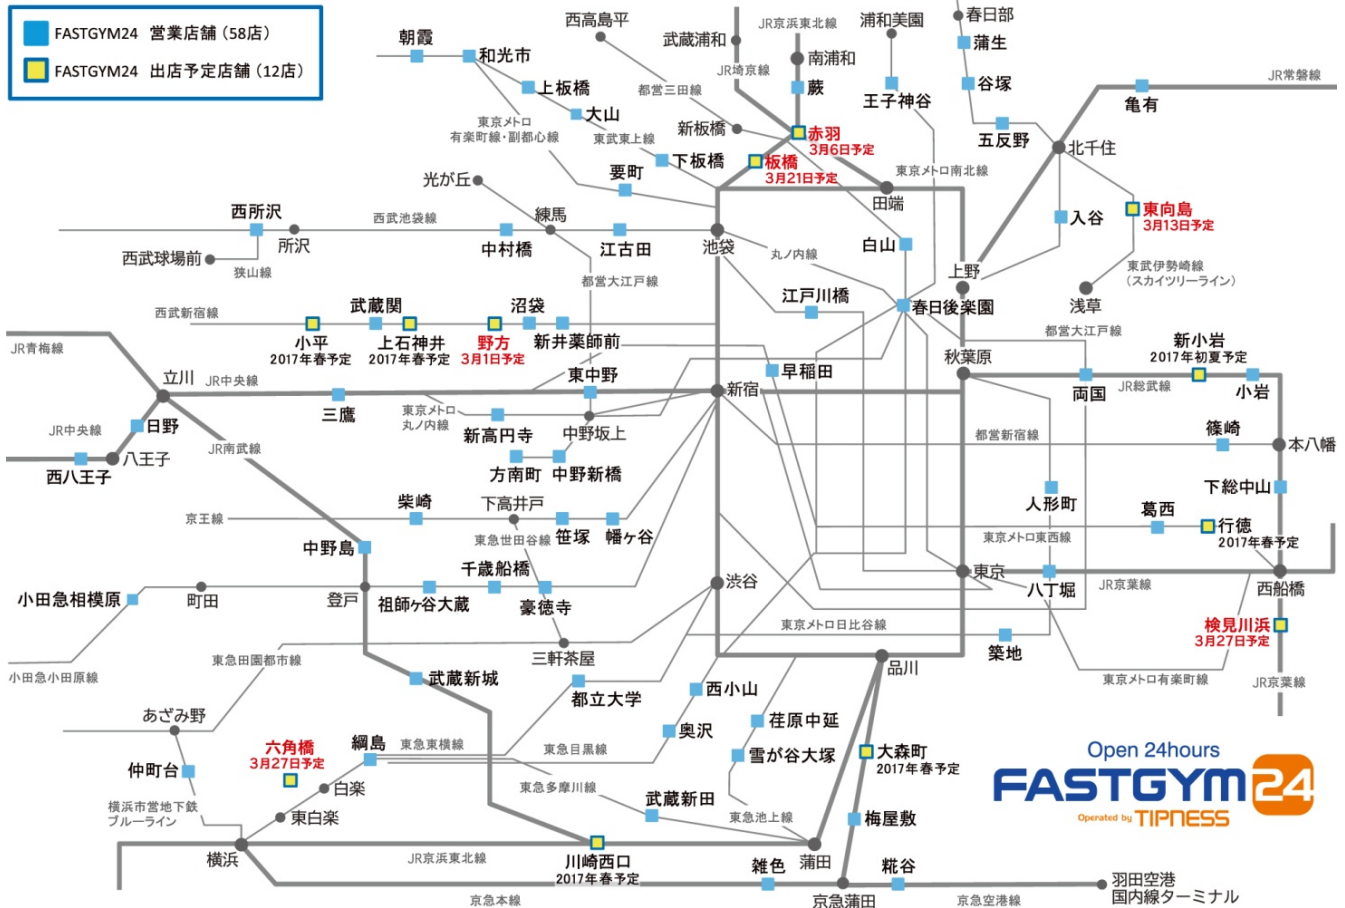 FASTGYM24 営業店舗（58店）
FASTGYM24 出店予定店舗（12店）
西高島平
武蔵浦和
JR京浜東北線
浦和美園
春日部
朝霞
和光市
南浦和
蒲生
JR埼京線
都営三田線
上板橋
蕨
王子神谷
谷塚
JR常磐線
亀有
大山
東京メトロ
有楽町線・副都心線
東武東上線
新板橋
赤羽
3月6日予定
五反野
北千住
下板橋
板橋
3月21日予定
東京メトロ南北線
要町
光が丘
田端
西所沢
西武池袋線
練馬
入谷
東向島
3月13日予定
所沢
中村橋
江古田
池袋
白山
丸ノ内線
西武球場前
狭山線
都営大江戸線
上野
東武伊勢崎線
（スカイツリーライン）
江戸川橋
春日後楽園
浅草
西武新宿線
武蔵関
沼袋
小平
2017年春予定
上石神井
2017年春予定
野方
3月1日予定
新井薬師前
都営大江戸線
新小岩
2017年初夏予定
JR青梅線
立川
JR中央線
東中野
早稲田
秋葉原
両国
JR総武線
小岩
三鷹
新宿
東京メトロ
丸ノ内線
JR中央線
日野
JR南武線
新高円寺
中野坂上
都営新宿線
篠崎
本八幡
八王子
西八王子
方南町
中野新橋
下総中山
柴崎
下高井戸
人形町
葛西
京王線
東急世田谷線
笹塚
幡ヶ谷
東京メトロ東西線
行徳
2017年春予定
中野島
千歳船橋
渋谷
東京
JR京葉線
西船橋
小田急相模原
町田
登戸
祖師ヶ谷大蔵
豪徳寺
八丁堀
東京メトロ日比谷線
検見川浜
3月27日予定
築地
三軒茶屋
東急田園都市線
品川
小田急小田原線
武蔵新城
都立大学
西小山
東京メトロ有楽町線
JR京葉線
あざみ野
荏原中延
六角橋
3月27日予定
綱島
東急東横線
東急目黒線
奥沢
雪が谷大塚
大森町
2017年春予定
Open 24hours
FASTGYM24
Operated by TIPNESS
仲町台
白楽
東急多摩川線
横浜市営地下鉄
ブルーライン
東白楽
武蔵新田
東急池上線
梅屋敷
横浜
JR京浜東北線
川崎西口
2017年春予定
蒲田
雑色
糀谷
京急本線
京急蒲田
京急空港線
羽田空港
国内線ターミナル